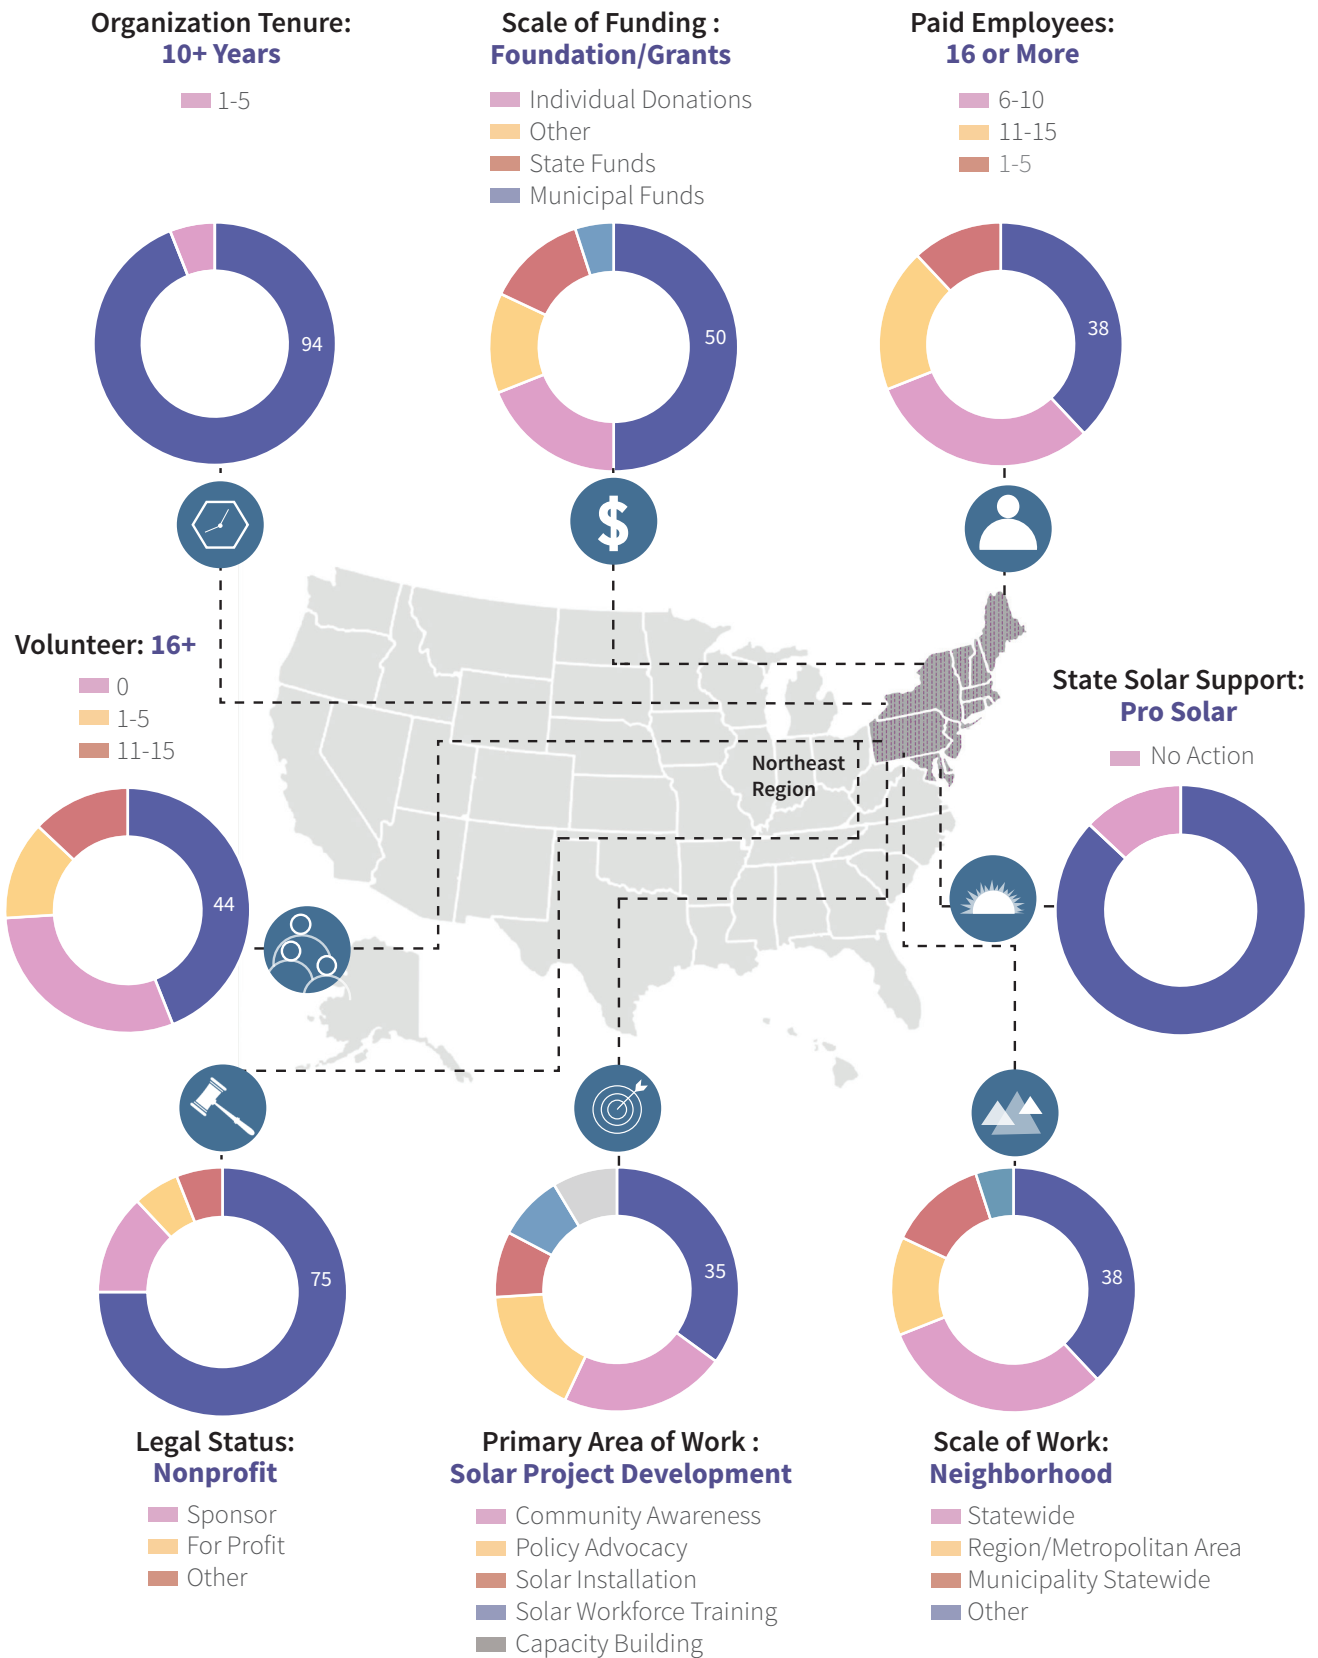 Organization Tenure:
10+ Years
1-5
94
Scale of Funding :
Foundation/Grants
Individual Donations
Other
State Funds
Municipal Funds
50
Paid Employees:
16 or More
6-10
11-15
1-5
38
Volunteer: 16+
0
1-5
11-15
44
Northeast
Region
State Solar Support:
Pro Solar
No Action
75
Legal Status:
Nonprofit
Sponsor
For Profit
Other
35
Primary Area of Work :
Solar Project Development
Community Awareness
Policy Advocacy
Solar Installation
Solar Workforce Training
Capacity Building
38
Scale of Work:
Neighborhood
Statewide
Region/Metropolitan Area
Municipality Statewide
Other
$